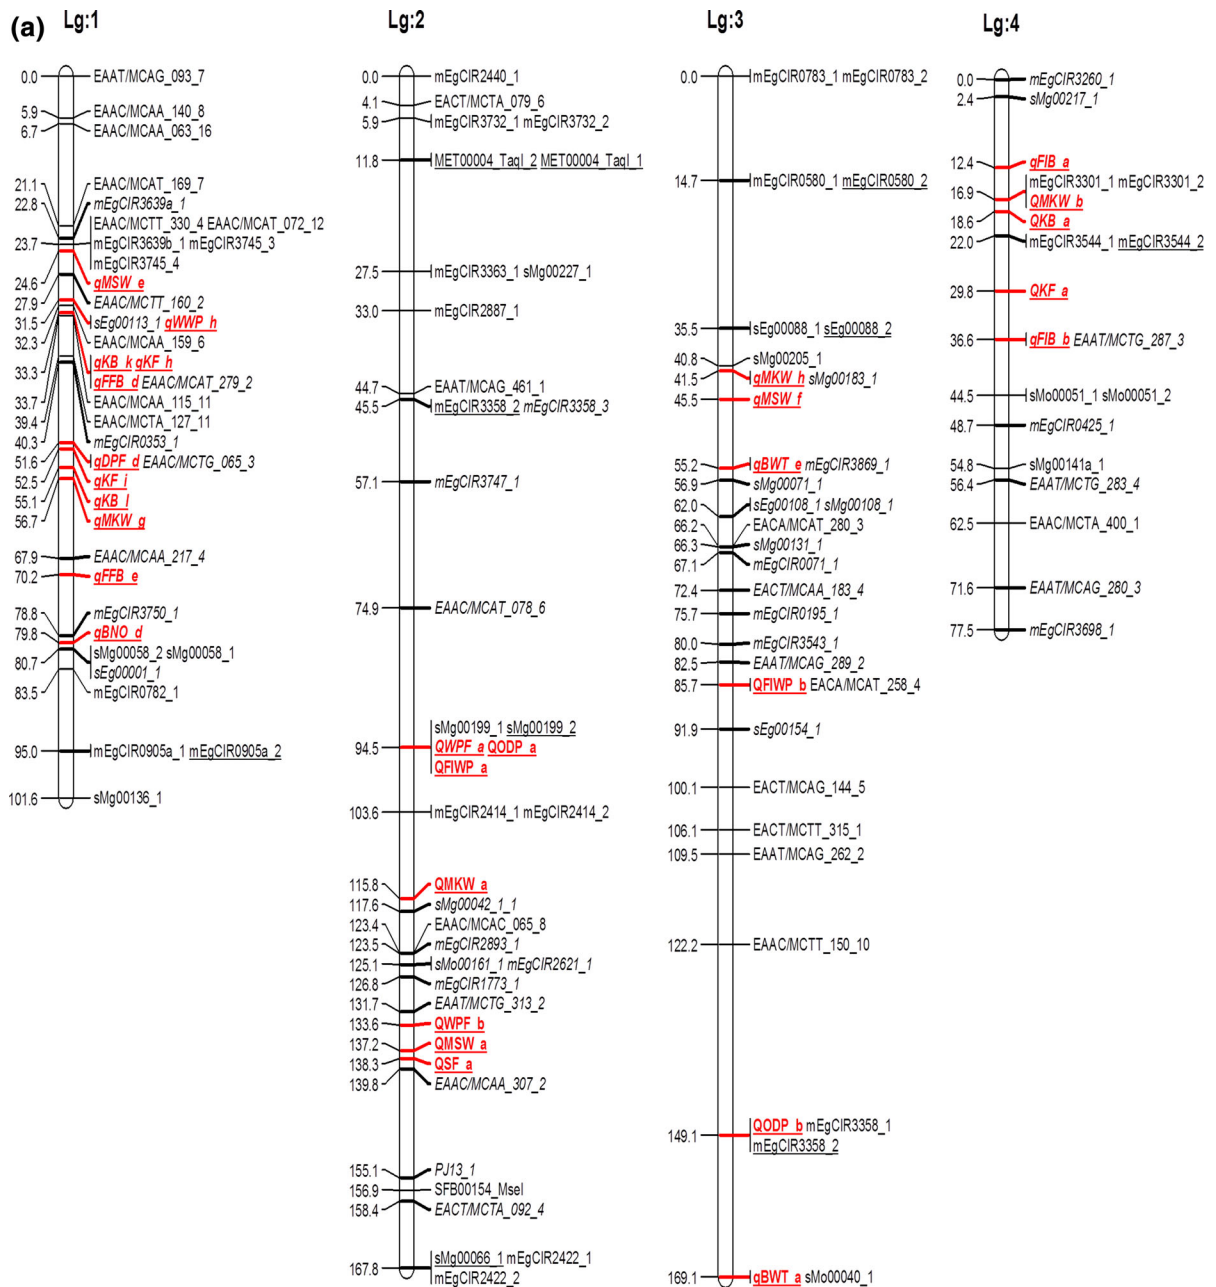 (a)
Lg:1
0.0 EAAT/MCAG_093_7
5.9 EAAC/MCAA_140_8
6.7 EAAC/MCAA_063_16
21.1 EAAC/MCAT_169_7
22.8 mEgCIR3639a_1
EAAC/MCTT_330_4 EAAC/MCAT_072_12
23.7 mEgCIR3639b_1 mEgCIR3745_3
mEgCIR3745_4
24.6 qMSW_e
27.9 EAAC/MCTT_160_2
31.5 sEg00113_1 qWWP_h
32.3 EAAC/MCAA_159_6
33.3 qKB_k qKF_h
qFFB_d EAAC/MCAT_279_2
33.7 EAAC/MCAA_115_11
39.4 EAAC/MCTA_127_11
40.3 mEgCIR0353_1
51.6 qDPF_d EAAC/MCTG_065_3
52.5 qKF_i
55.1 qKB_l
56.7 qMKW_g
67.9 EAAC/MCAA_217_4
70.2 qFFB_e
78.8 mEgCIR3750_1
79.8 qBNO_d
80.7 sMg00058_2 sMg00058_1
sEg00001_1
83.5 mEgCIR0782_1
95.0 mEgCIR0905a_1 mEgCIR0905a_2
101.6 sMg00136_1
Lg:2
0.0 mEgCIR2440_1
4.1 EACT/MCTA_079_6
5.9 mEgCIR3732_1 mEgCIR3732_2
11.8 MET00004_TaqI_2 MET00004_TaqI_1
27.5 mEgCIR3363_1 sMg00227_1
33.0 mEgCIR2887_1
44.7 EAAT/MCAG_461_1
45.5 mEgCIR3358_2 mEgCIR3358_3
57.1 mEgCIR3747_1
74.9 EAAC/MCAT_078_6
sMg00199_1 sMg00199_2
94.5 QWPF_a QODP_a
QFIWP_a
103.6 mEgCIR2414_1 mEgCIR2414_2
115.8 QMKW_a
117.6 sMg00042_1_1
123.4 EAAC/MCAC_065_8
123.5 mEgCIR2893_1
125.1 sMo00161_1 mEgCIR2621_1
126.8 mEgCIR1773_1
131.7 EAAT/MCTG_313_2
133.6 QWPF_b
137.2 QMSW_a
138.3 QSF_a
139.8 EAAC/MCAA_307_2
155.1 PJ13_1
156.9 SFB00154_MseI
158.4 EACT/MCTA_092_4
167.8 sMg00066_1 mEgCIR2422_1
mEgCIR2422_2
Lg:3
0.0 mEgCIR0783_1 mEgCIR0783_2
14.7 mEgCIR0580_1 mEgCIR0580_2
35.5 sEg00088_1 sEg00088_2
40.8 sMg00205_1
41.5 qMKW_h sMg00183_1
45.5 qMSW_f
55.2 qBWT_e mEgCIR3869_1
56.9 sMg00071_1
62.0 sEg00108_1 sMg00108_1
66.2 EACA/MCAT_280_3
66.3 sMg00131_1
67.1 mEgCIR0071_1
72.4 EACT/MCAA_183_4
75.7 mEgCIR0195_1
80.0 mEgCIR3543_1
82.5 EAAT/MCAG_289_2
85.7 QFIWP_b EACA/MCAT_258_4
91.9 sEg00154_1
100.1 EACT/MCAG_144_5
106.1 EACT/MCTT_315_1
109.5 EAAT/MCAG_262_2
122.2 EAAC/MCTT_150_10
149.1 QODP_b mEgCIR3358_1
mEgCIR3358_2
169.1 qBWT_a sMo00040_1
Lg:4
0.0 mEgCIR3260_1
2.4 sMg00217_1
12.4 qFIB_a
16.9 mEgCIR3301_1 mEgCIR3301_2
QMKW_b
18.6 QKB_a
22.0 mEgCIR3544_1 mEgCIR3544_2
29.8 QKF_a
36.6 qFIB_b EAAT/MCTG_287_3
44.5 sMo00051_1 sMo00051_2
48.7 mEgCIR0425_1
54.8 sMg00141a_1
56.4 EAAT/MCTG_283_4
62.5 EAAC/MCTA_400_1
71.6 EAAT/MCAG_280_3
77.5 mEgCIR3698_1